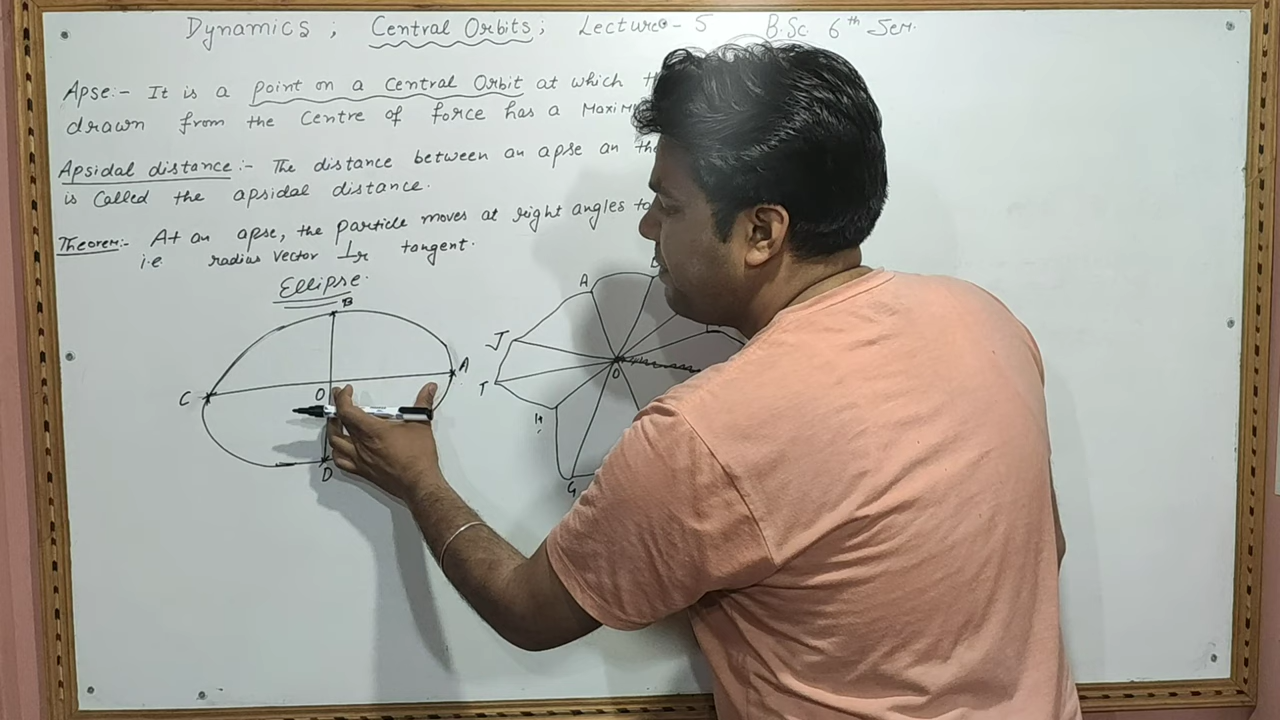 Dynamics ; Central Orbits ; Lecture - 5 B.Sc. 6th Sem.
Apse:- It is a point on a Central Orbit at which
drawn from the Centre of force has a
Apsidal distance:- The distance between an apse an
is Called the apsidal distance.
Theorem:- At an apse, the particle moves at right angles to
i.e radius vector ⊥r tangent.
Ellipse
B
A
C
O
D
A
J
O
I
H
G